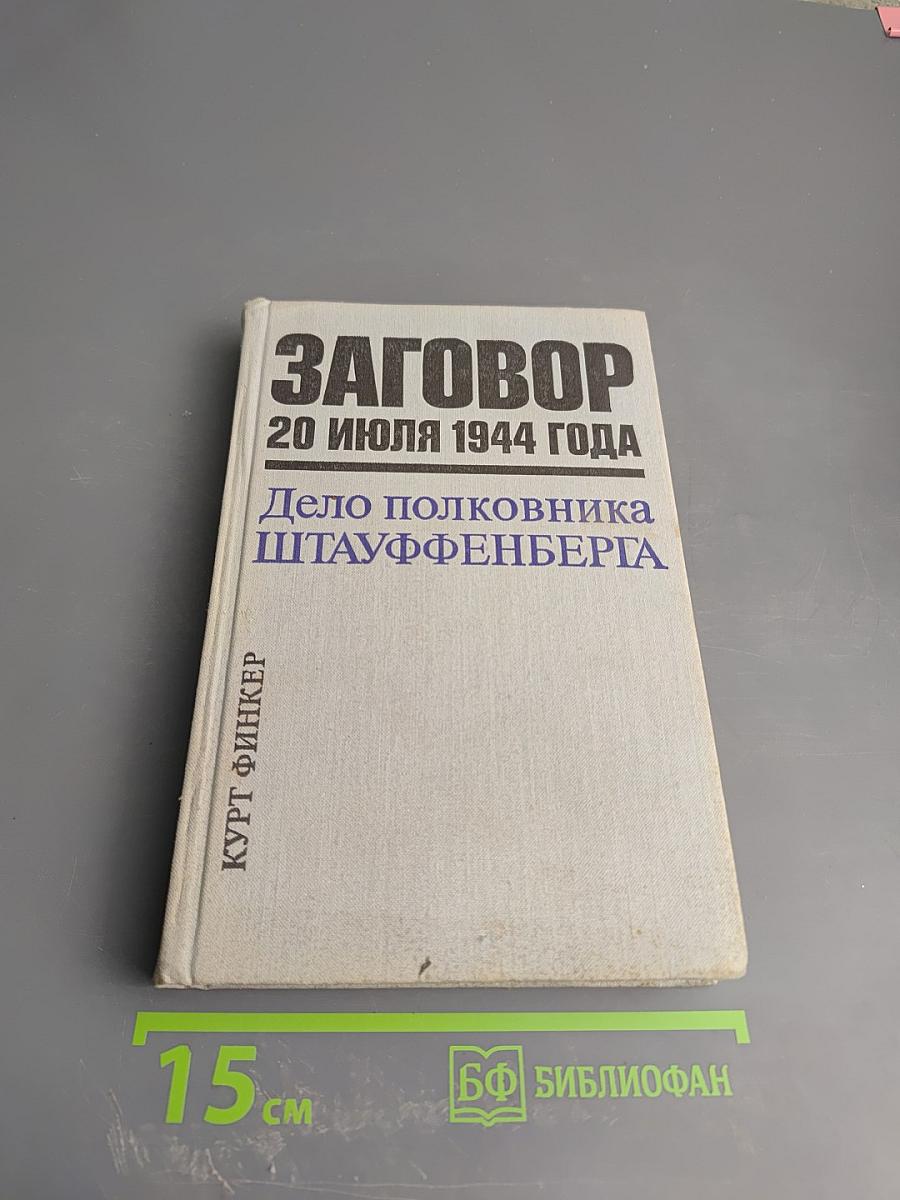 ЗАГОВОР
20 ИЮЛЯ 1944 ГОДА
Дело полковника
ШТАУФФЕНБЕРГА
КУРТ ФИНКЕР
15 см
БФ БИБЛИОФАН